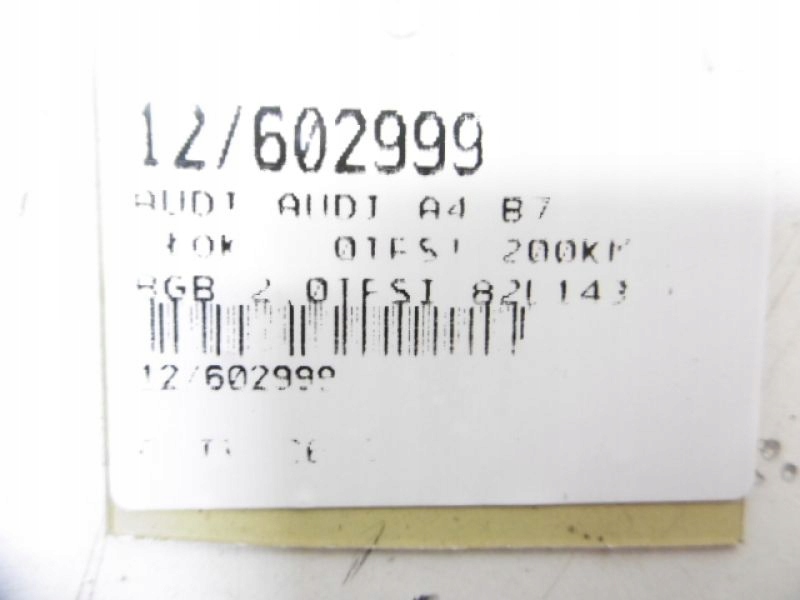 12/602999
AUDI AUDI A4 B7
0TFSI 200KM
BGB 2.0TFSI
12/602999